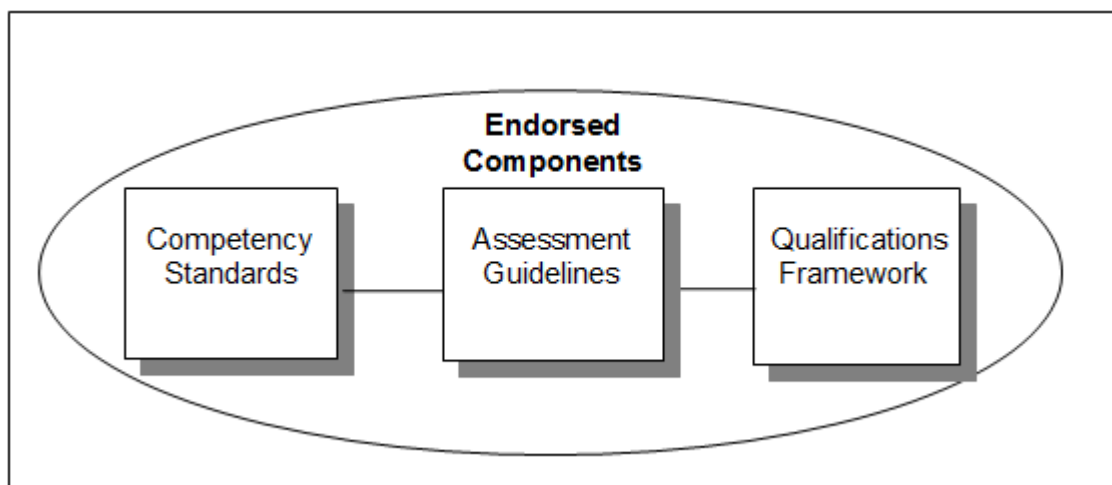 Endorsed
Components
Competency
Standards
Assessment
Guidelines
Qualifications
Framework